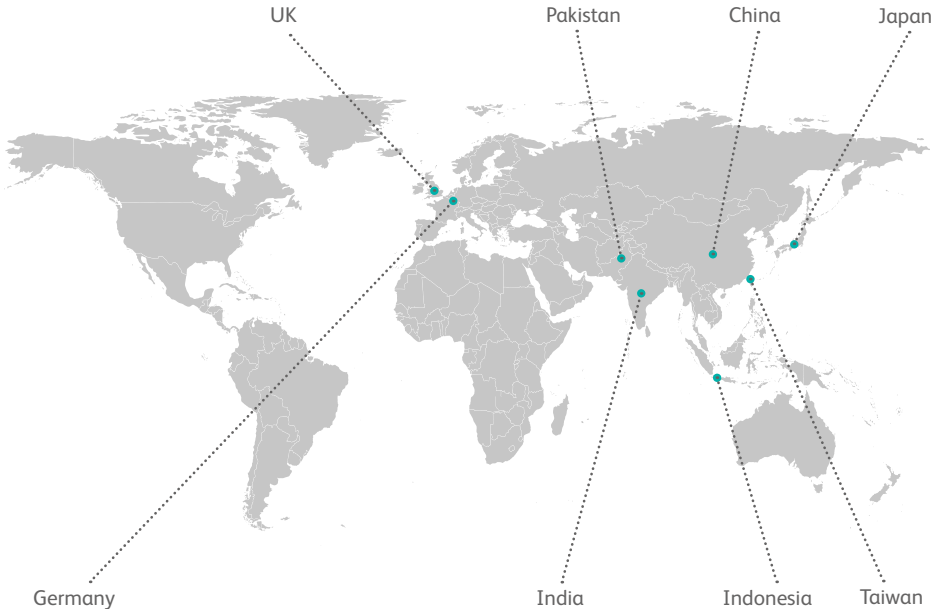 UK
Pakistan
China
Japan
Germany
India
Indonesia
Taiwan